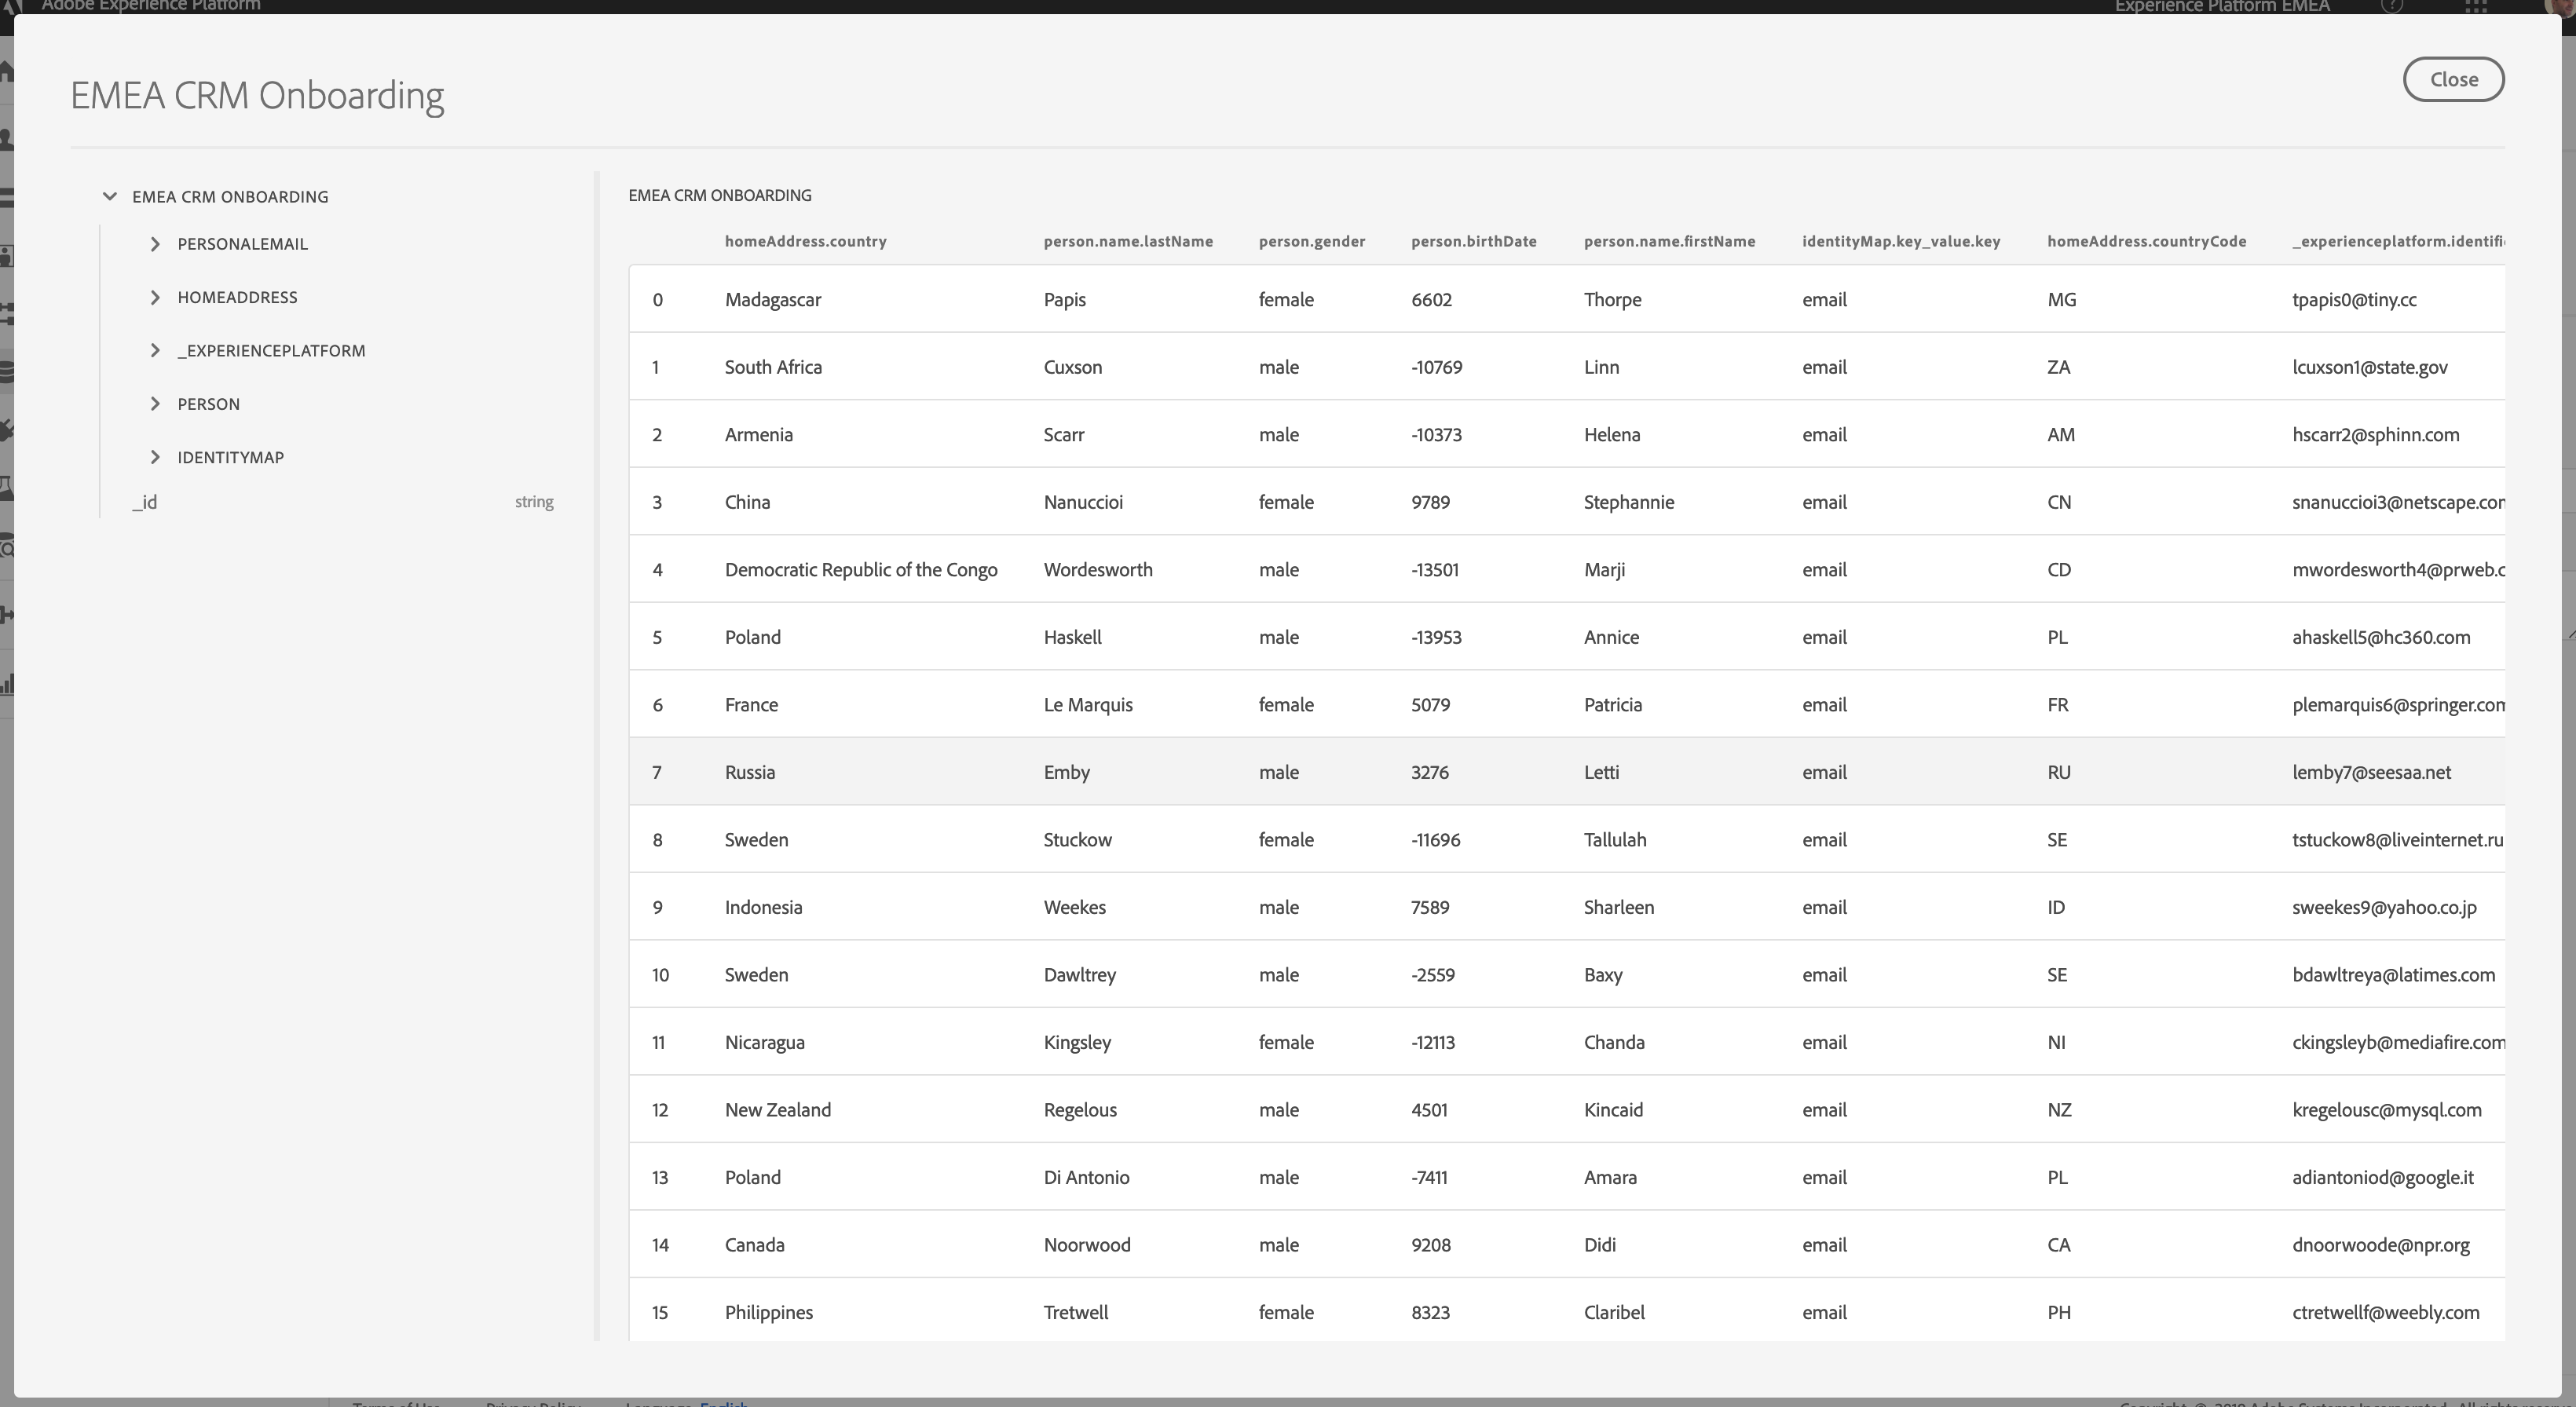 Adobe Experience Platform
Experience Platform EMEA
EMEA CRM Onboarding
Close
EMEA CRM ONBOARDING
PERSONALEMAIL
HOMEADDRESS
_EXPERIENCEPLATFORM
PERSON
IDENTITYMAP
_id string
EMEA CRM ONBOARDING
homeAddress.country person.name.lastName person.gender person.birthDate person.name.firstName identityMap.key_value.key homeAddress.countryCode _experienceplatform.identific
0 Madagascar Papis female 6602 Thorpe email MG tpapis0@tiny.cc
1 South Africa Cuxson male -10769 Linn email ZA lcuxson1@state.gov
2 Armenia Scarr male -10373 Helena email AM hscarr2@sphinn.com
3 China Nanuccioi female 9789 Stephannie email CN snanuccioi3@netscape.com
4 Democratic Republic of the Congo Wordesworth male -13501 Marji email CD mwordesworth4@prweb.c
5 Poland Haskell male -13953 Annice email PL ahaskell5@hc360.com
6 France Le Marquis female 5079 Patricia email FR plemarquis6@springer.com
7 Russia Emby male 3276 Letti email RU lemby7@seesaa.net
8 Sweden Stuckow female -11696 Tallulah email SE tstuckow8@liveinternet.ru
9 Indonesia Weekes male 7589 Sharleen email ID sweekes9@yahoo.co.jp
10 Sweden Dawltrey male -2559 Baxy email SE bdawltreya@latimes.com
11 Nicaragua Kingsley female -12113 Chanda email NI ckingsleyb@mediafire.com
12 New Zealand Regelous male 4501 Kincaid email NZ kregelousc@mysql.com
13 Poland Di Antonio male -7411 Amara email PL adiantoniod@google.it
14 Canada Noorwood male 9208 Didi email CA dnoorwoode@npr.org
15 Philippines Tretwell female 8323 Claribel email PH ctretwellf@weebly.com
Terms of Use Privacy Policy Language English